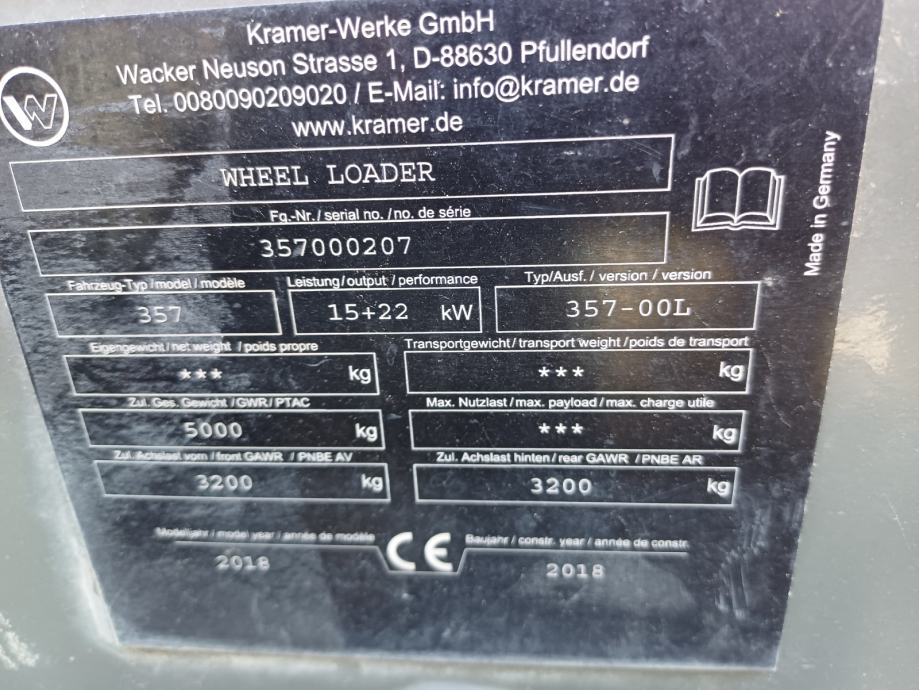 Kramer-Werke GmbH
Wacker Neuson Strasse 1, D-88630 Pfullendorf
Tel. 0080090209020 / E-Mail: info@kramer.de
www.kramer.de
WHEEL LOADER
Fg.-Nr./serial no./no. de série
357000207
Made in Germany
Fahrzeug-Typ/model/modèle Leistung/output/performance Typ/Ausf./version/version
357 15+22 kW 357-00L
Eigengewicht/net weight /poids propre Transportgewicht/transport weight/poids de transport
*** kg *** kg
Zul. Ges. Gewicht /GWR/PTAC Max. Nutzlast/max. payload/max. charge utile
5000 kg *** kg
Zul. Achslast vorn/front GAWR / PNBE AV Zul. Achslast hinten/rear GAWR / PNBE AR
3200 kg 3200 kg
Modelljahr / model year / année de modèle CE Baujahr / constr. year / année de constr.
2018 2018